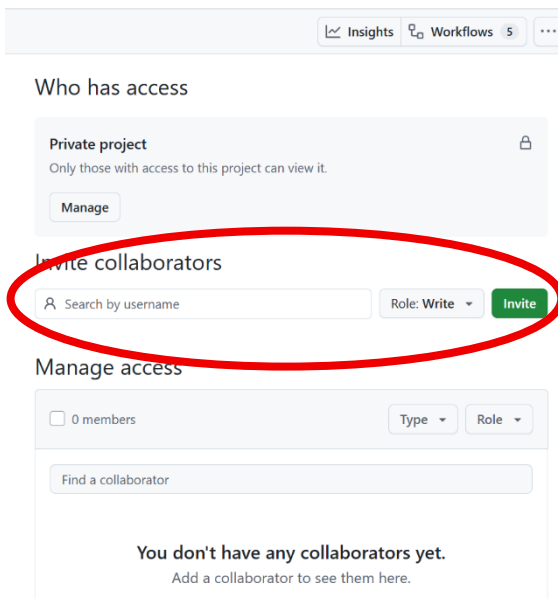 Insights Workflows 5 ...
Who has access
Private project
Only those with access to this project can view it.
Manage
Invite collaborators
Search by username Role: Write Invite
Manage access
0 members Type Role
Find a collaborator
You don't have any collaborators yet.
Add a collaborator to see them here.